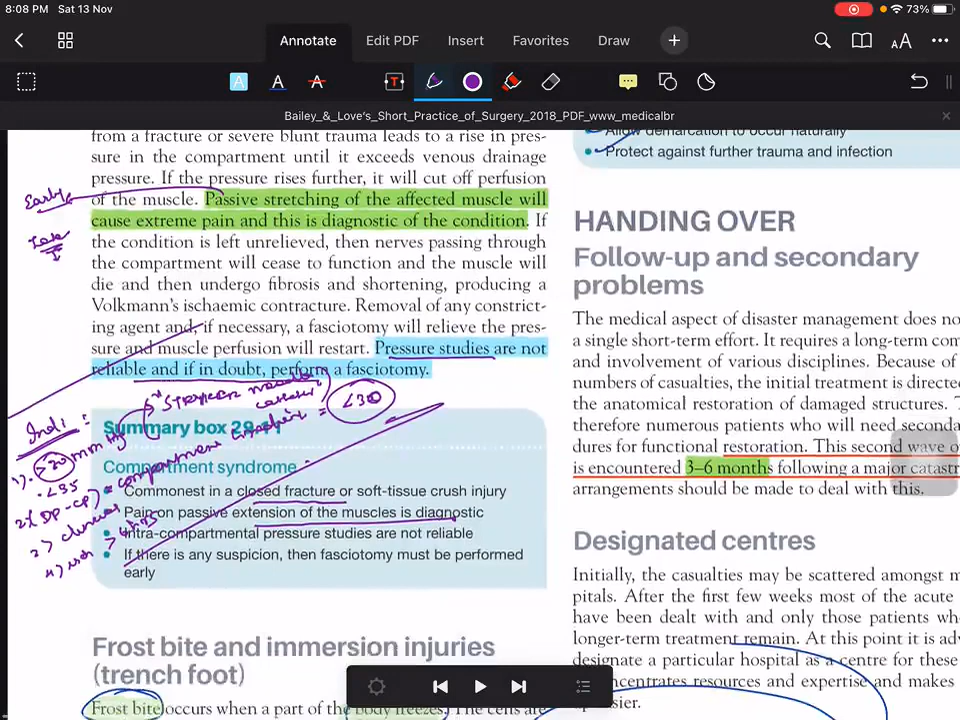 8:08 PM Sat 13 Nov
73%
Annotate Edit PDF Insert Favorites Draw
Bailey_&_Love's_Short_Practice_of_Surgery_2018_PDF_www_medicalbr
from a fracture or severe blunt trauma leads to a rise in pres-
sure in the compartment until it exceeds venous drainage
pressure. If the pressure rises further, it will cut off perfusion
of the muscle. Passive stretching of the affected muscle will
cause extreme pain and this is diagnostic of the condition. If
the condition is left unrelieved, then nerves passing through
the compartment will cease to function and the muscle will
die and then undergo fibrosis and shortening, producing a
Volkmann's ischaemic contracture. Removal of any constrict-
ing agent and, if necessary, a fasciotomy will relieve the pres-
sure and muscle perfusion will restart. Pressure studies are not
reliable and if in doubt, perform a fasciotomy.
Early
Late
Indi :
<30
Summary box 29
Compartment syndrome
Commonest in a closed fracture or soft-tissue crush injury
Pain on passive extension of the muscles is diagnostic
Intra-compartmental pressure studies are not reliable
If there is any suspicion, then fasciotomy must be performed
early
Frost bite and immersion injuries
(trench foot)
Frost bite occurs when a part of the body freezes. The cells are
Allow demarcation to occur naturally
Protect against further trauma and infection
HANDING OVER
Follow-up and secondary
problems
The medical aspect of disaster management does no
a single short-term effort. It requires a long-term com
and involvement of various disciplines. Because of
numbers of casualties, the initial treatment is directe
the anatomical restoration of damaged structures. T
therefore numerous patients who will need seconda
dures for functional restoration. This second wave o
is encountered 3–6 months following a major catast
arrangements should be made to deal with this.
Designated centres
Initially, the casualties may be scattered amongst m
pitals. After the first few weeks most of the acute
have been dealt with and only those patients wh
longer-term treatment remain. At this point it is ad
designate a particular hospital as a centre for these
concentrates resources and expertise and makes
easier.